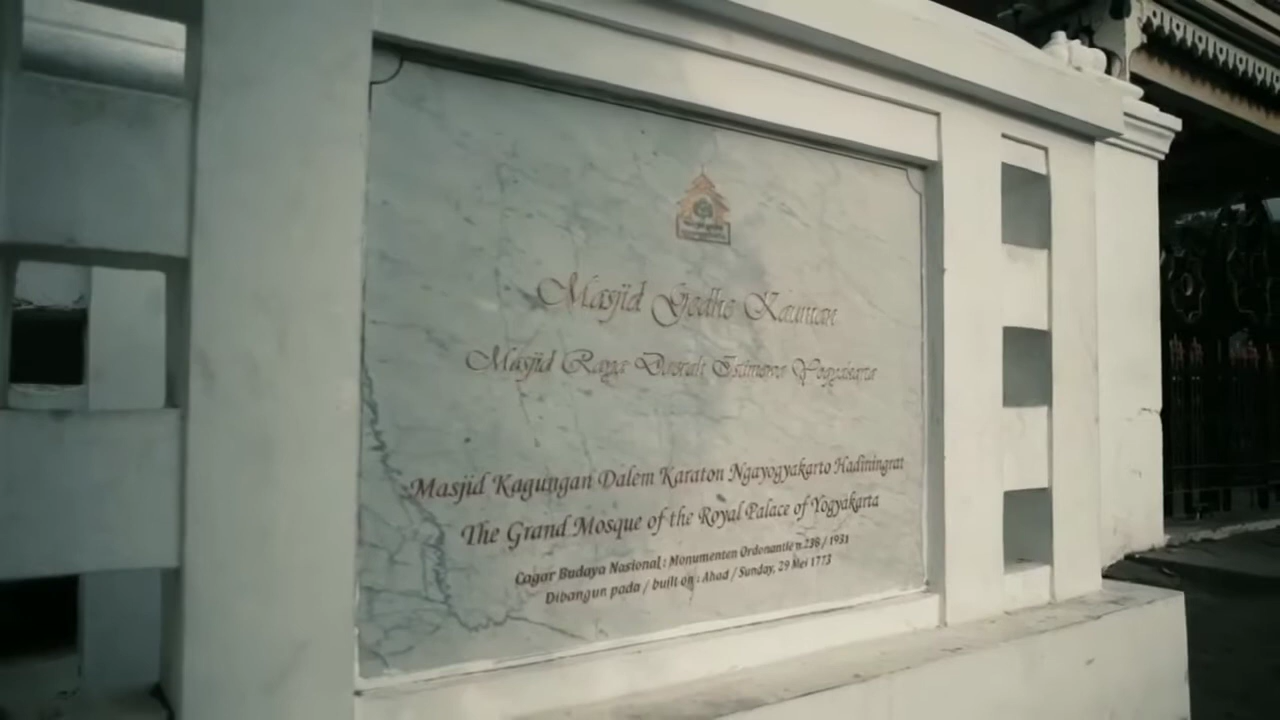 Masjid Gedhe Kauman
Masjid Raya Daerah Istimewa Yogyakarta
Masjid Kagungan Dalem Karaton Ngayogyakarto Hadiningrat
The Grand Mosque of the Royal Palace of Yogyakarta
Cagar Budaya Nasional : Monumenten Ordonantie n.238 / 1931
Dibangun pada / built on : Ahad / Sunday, 29 Mei 1773